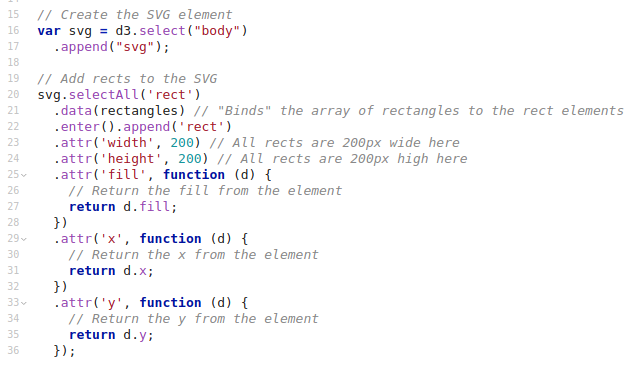 15 // Create the SVG element
16 var svg = d3.select("body")
17   .append("svg");
18
19 // Add rects to the SVG
20 svg.selectAll('rect')
21   .data(rectangles) // "Binds" the array of rectangles to the rect elements
22   .enter().append('rect')
23   .attr('width', 200) // All rects are 200px wide here
24   .attr('height', 200) // All rects are 200px high here
25   .attr('fill', function (d) {
26     // Return the fill from the element
27     return d.fill;
28   })
29   .attr('x', function (d) {
30     // Return the x from the element
31     return d.x;
32   })
33   .attr('y', function (d) {
34     // Return the y from the element
35     return d.y;
36   });